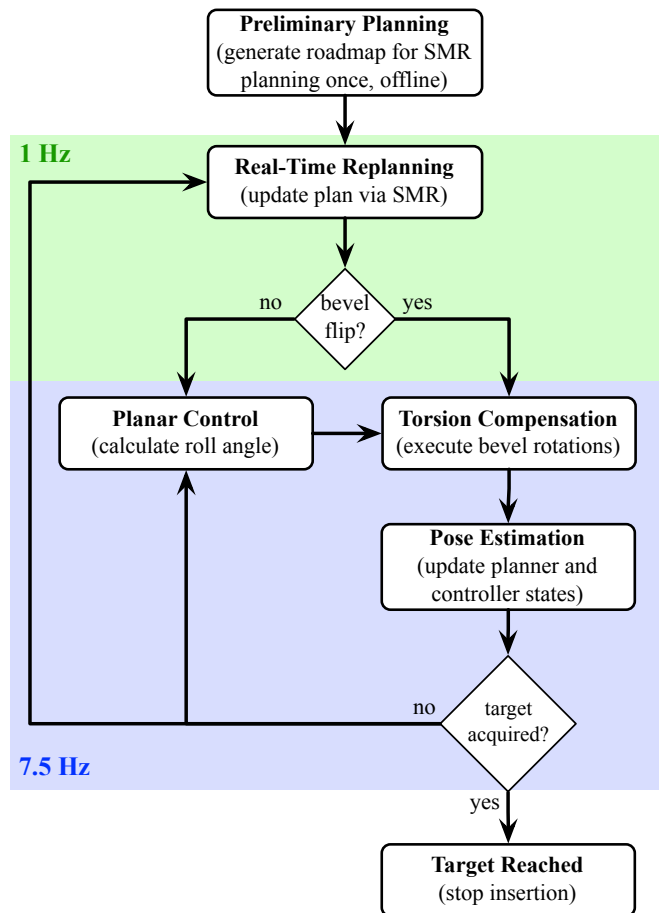 Preliminary Planning
(generate roadmap for SMR
planning once, offline)
1 Hz
Real-Time Replanning
(update plan via SMR)
no
bevel
flip?
yes
Planar Control
(calculate roll angle)
Torsion Compensation
(execute bevel rotations)
Pose Estimation
(update planner and
controller states)
no
target
acquired?
7.5 Hz
yes
Target Reached
(stop insertion)